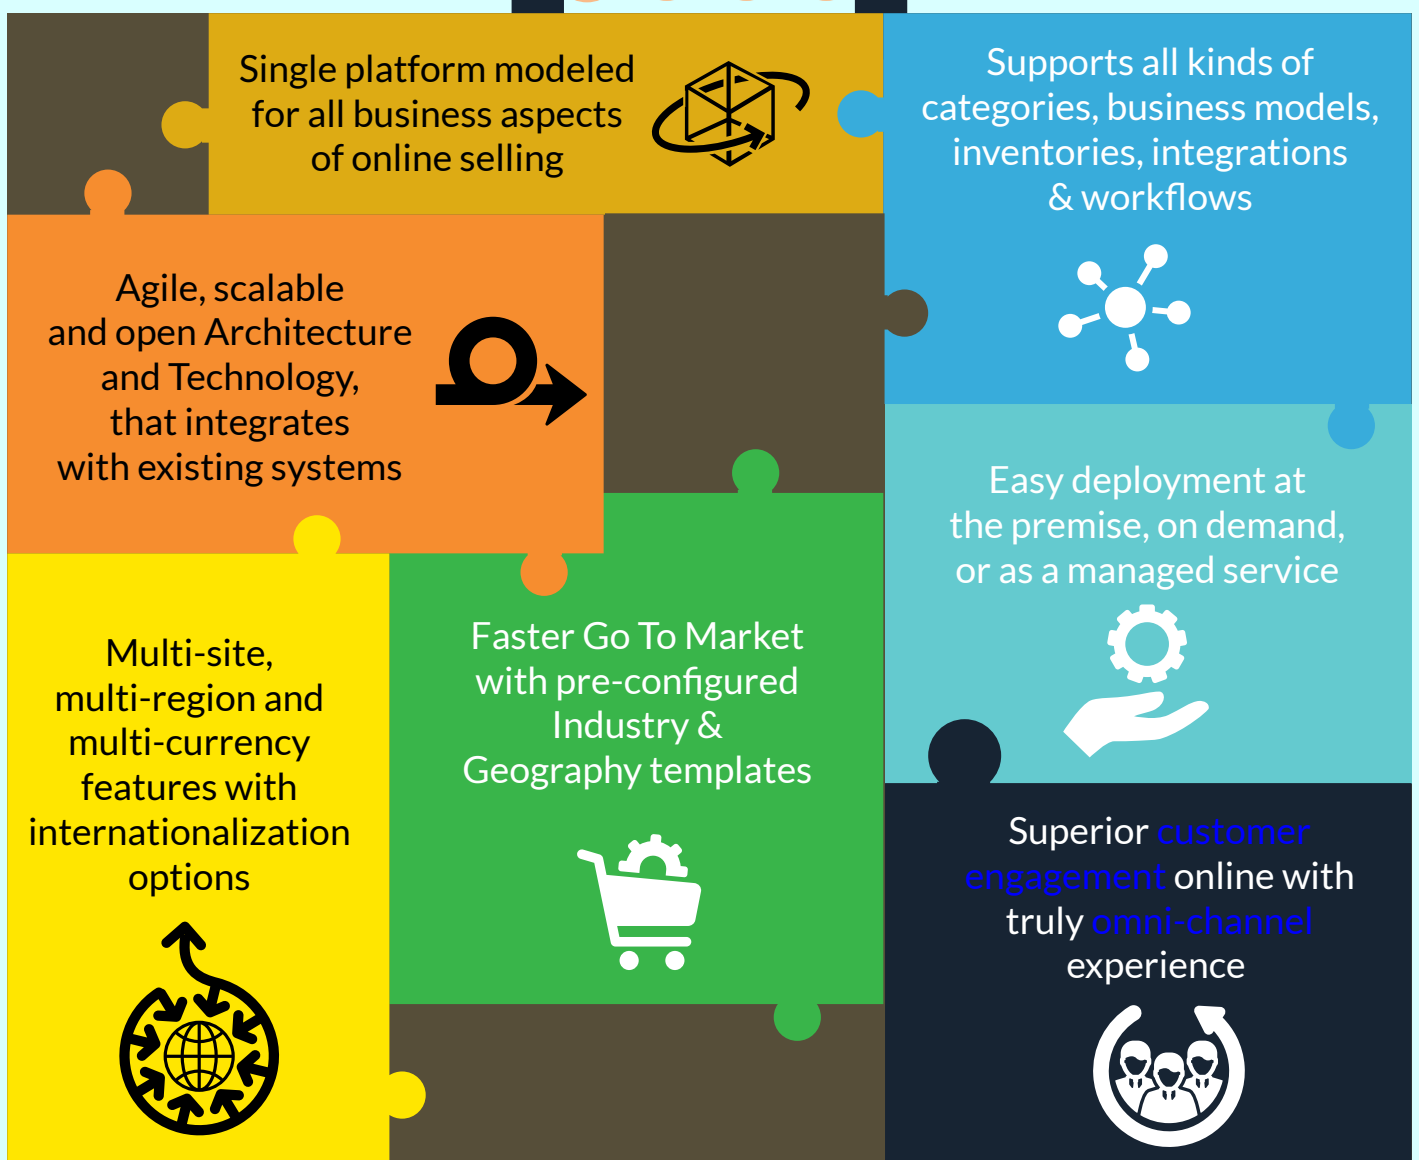 Single platform modeled
for all business aspects
of online selling
Supports all kinds of
categories, business models,
inventories, integrations
& workflows
Agile, scalable
and open Architecture
and Technology,
that integrates
with existing systems
Easy deployment at
the premise, on demand,
or as a managed service
Multi-site,
multi-region and
multi-currency
features with
internationalization
options
Faster Go To Market
with pre-configured
Industry &
Geography templates
Superior customer
engagement online with
truly omni-channel
experience